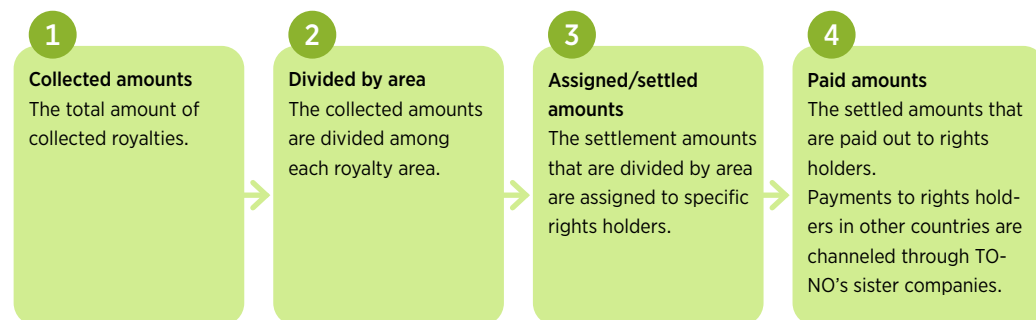 1
Collected amounts
The total amount of
collected royalties.
2
Divided by area
The collected amounts
are divided among
each royalty area.
3
Assigned/settled
amounts
The settlement amounts
that are divided by area
are assigned to specific
rights holders.
4
Paid amounts
The settled amounts that
are paid out to rights
holders.
Payments to rights hold-
ers in other countries are
channeled through TO-
NO’s sister companies.